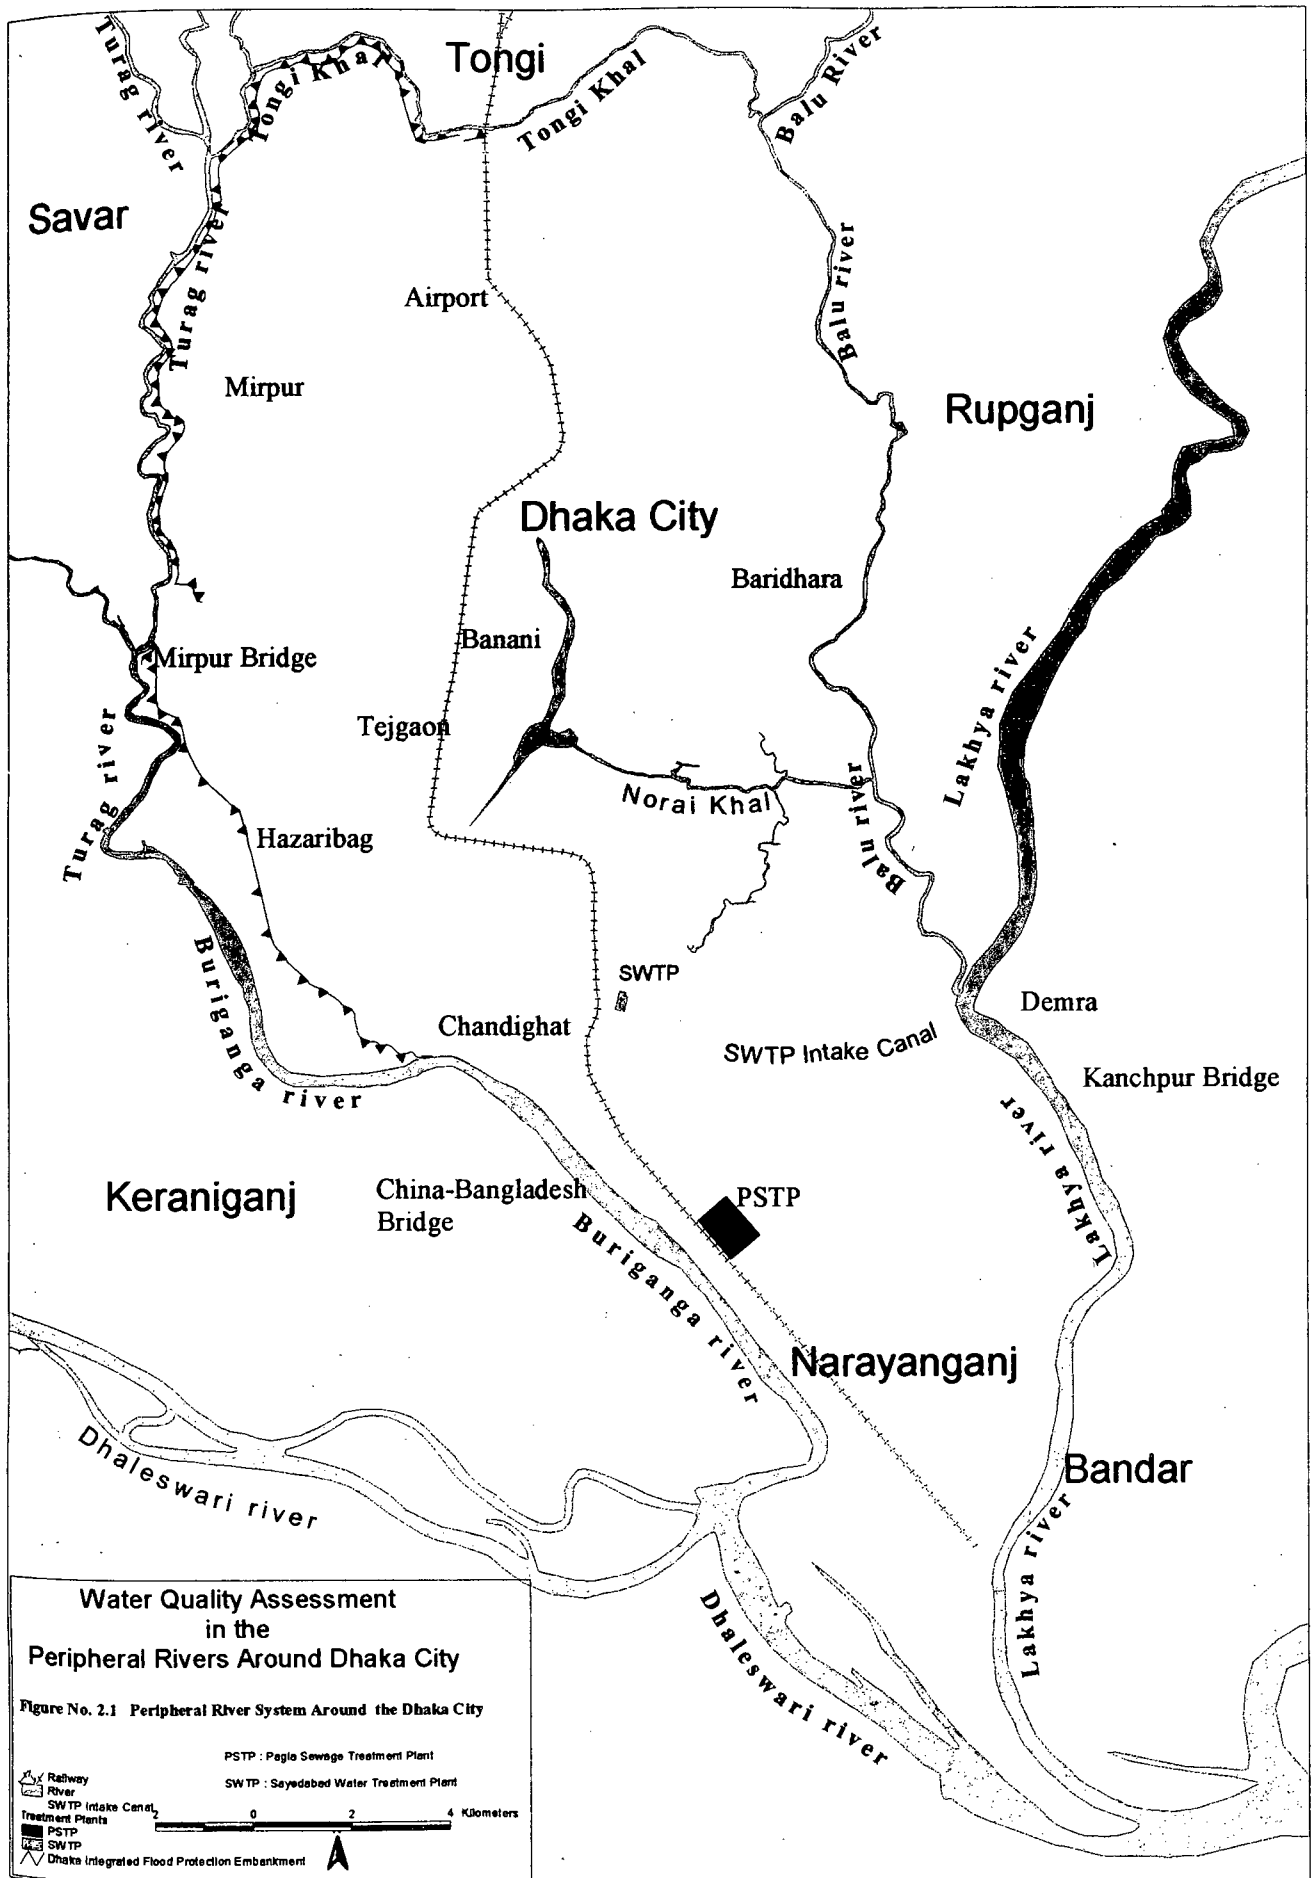 Tongi
Turag river
Tongi Khal
Tongi Khal
Balu River
Savar
Turag river
Balu river
Airport
Mirpur
Rupganj
Dhaka City
Baridhara
Banani
Mirpur Bridge
Lakhya river
Tejgaon
Turag river
Norai Khal
Balu river
Balu
Hazaribag
Buriganga river
SWTP
Demra
Chandighat
SWTP Intake Canal
Kanchpur Bridge
Lakhya river
Keraniganj
China-Bangladesh
Bridge
PSTP
Buriganga river
Narayanganj
Dhaleswari river
Bandar
Lakhya river
Dhaleswari river
Water Quality Assessment
in the
Peripheral Rivers Around Dhaka City
Figure No. 2.1 Peripheral River System Around the Dhaka City
PSTP : Pagla Sewage Treatment Plant
SWTP : Sayedabad Water Treatment Plant
Railway
River
SWTP Intake Canal
2 0 2 4 Kilometers
Treatment Plants
PSTP
SWTP
Dhaka Integrated Flood Protection Embankment